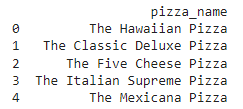 pizza_name
0 The Hawaiian Pizza
1 The Classic Deluxe Pizza
2 The Five Cheese Pizza
3 The Italian Supreme Pizza
4 The Mexicana Pizza